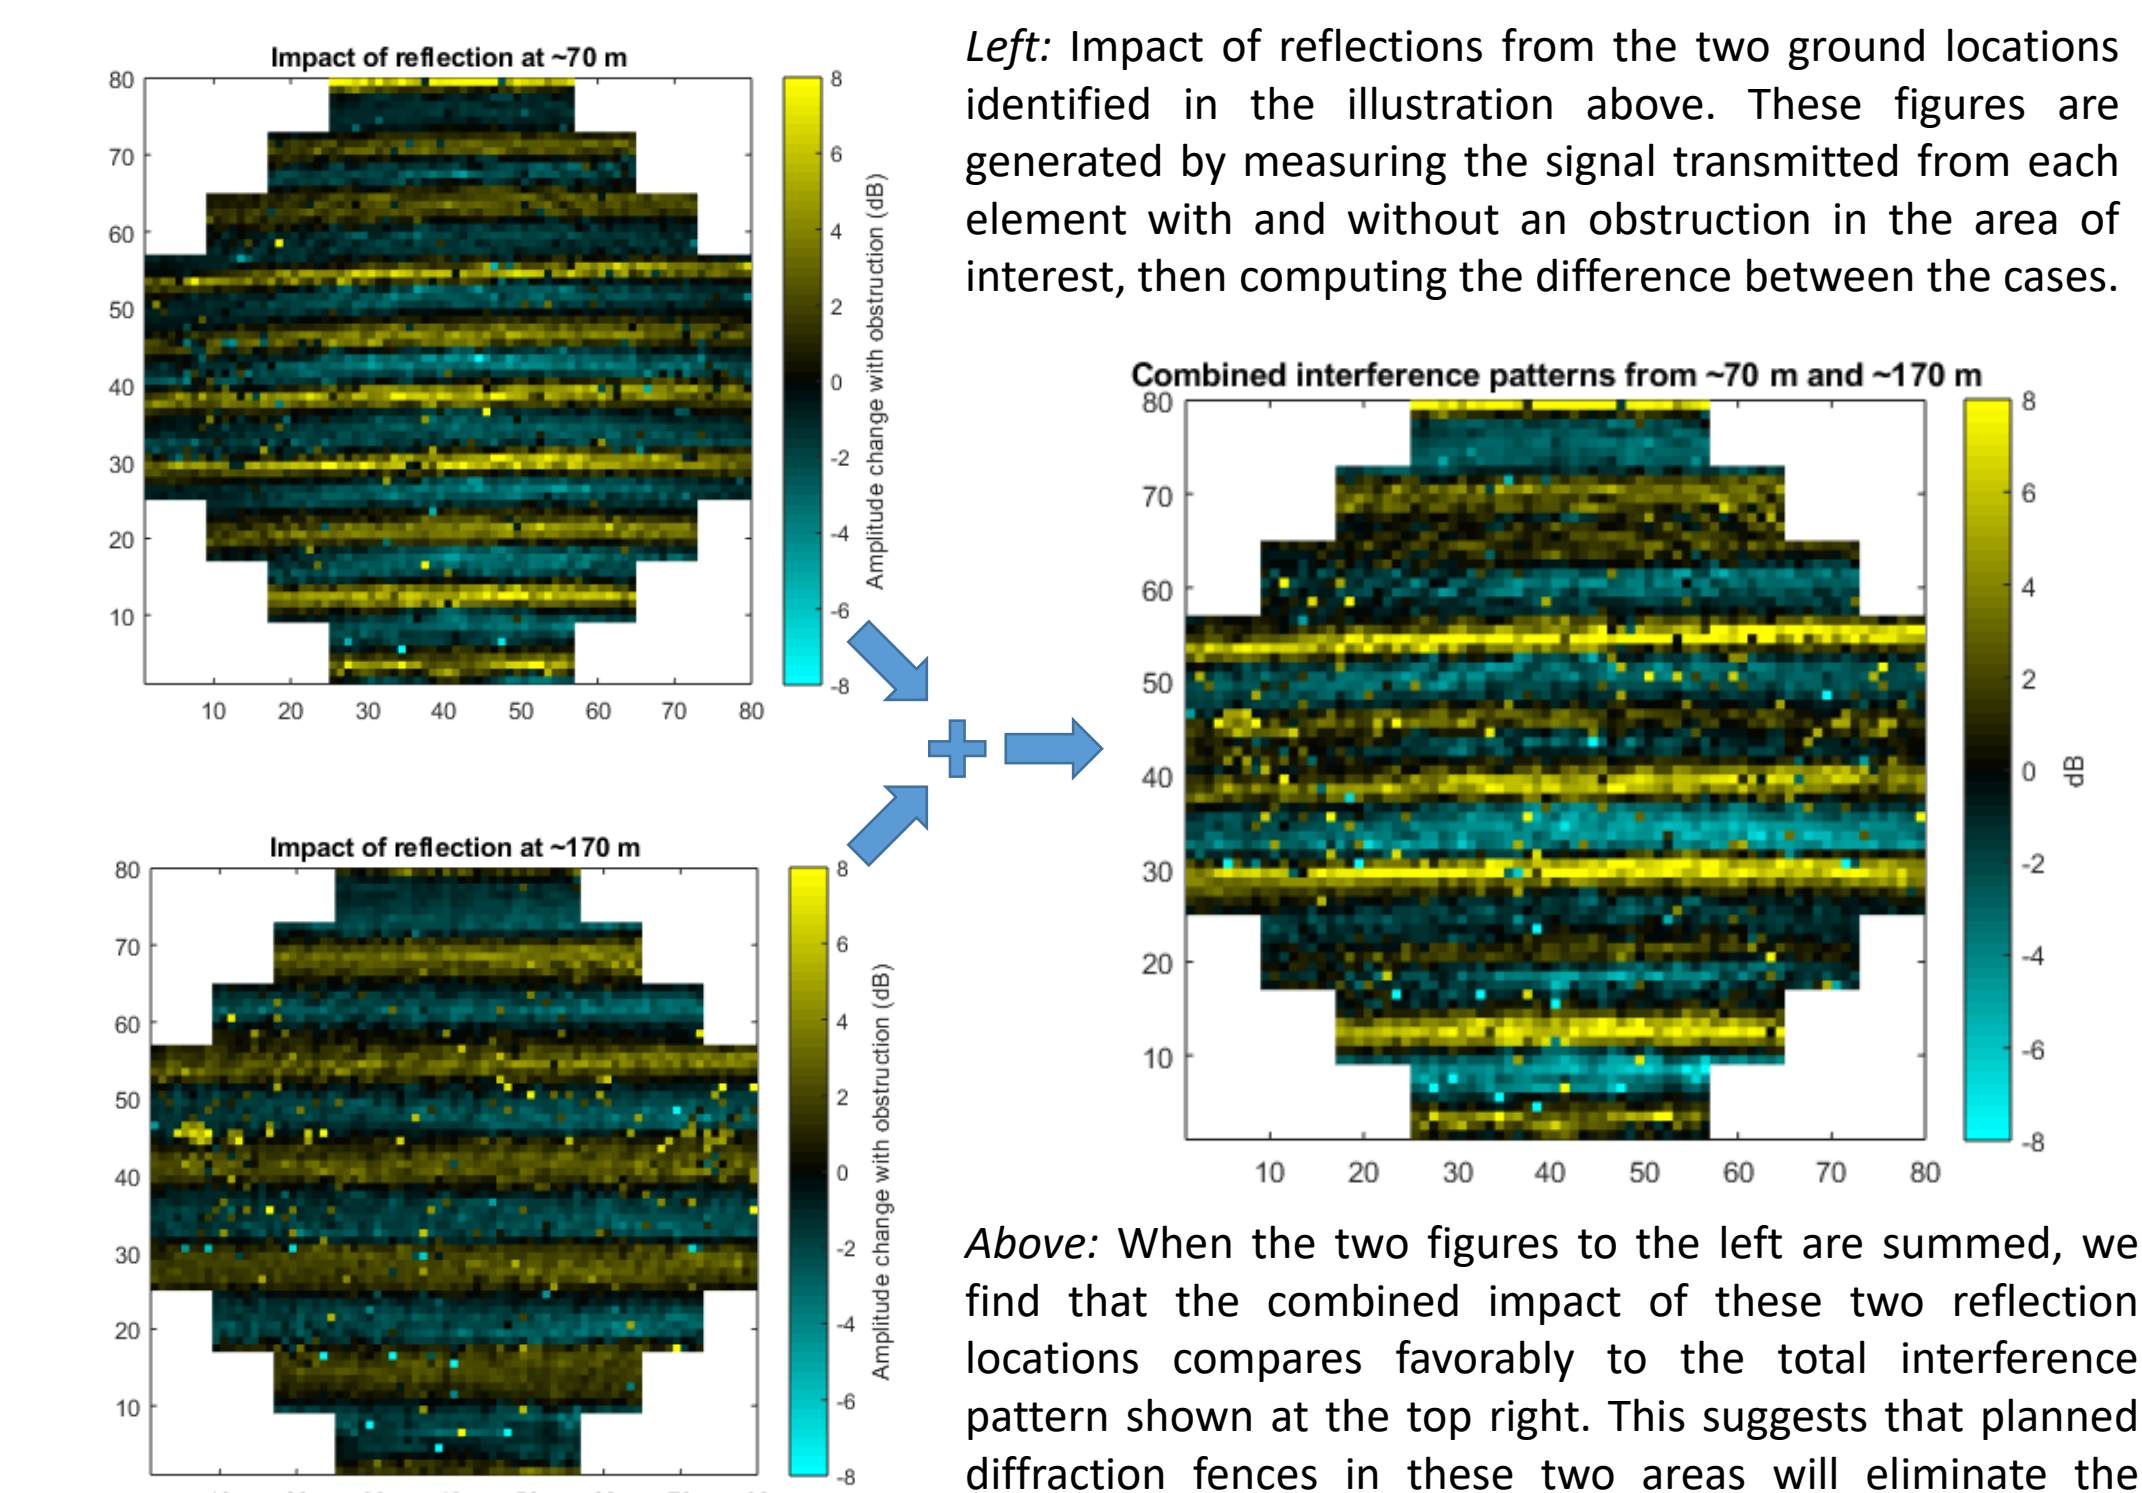 Impact of reflection at ~70 m
80
70
60
50
40
30
20
10
10 20 30 40 50 60 70 80
8
6
4
2
0
-2
-4
-6
-8
Amplitude change with obstruction (dB)
Left: Impact of reflections from the two ground locations
identified in the illustration above. These figures are
generated by measuring the signal transmitted from each
element with and without an obstruction in the area of
interest, then computing the difference between the cases.
Impact of reflection at ~170 m
80
70
60
50
40
30
20
10
8
6
4
2
0
-2
-4
-6
-8
Amplitude change with obstruction (dB)
Combined interference patterns from ~70 m and ~170 m
80
70
60
50
40
30
20
10
10 20 30 40 50 60 70 80
8
6
4
2
0
-2
-4
-6
-8
dB
Above: When the two figures to the left are summed, we
find that the combined impact of these two reflection
locations compares favorably to the total interference
pattern shown at the top right. This suggests that planned
diffraction fences in these two areas will eliminate the